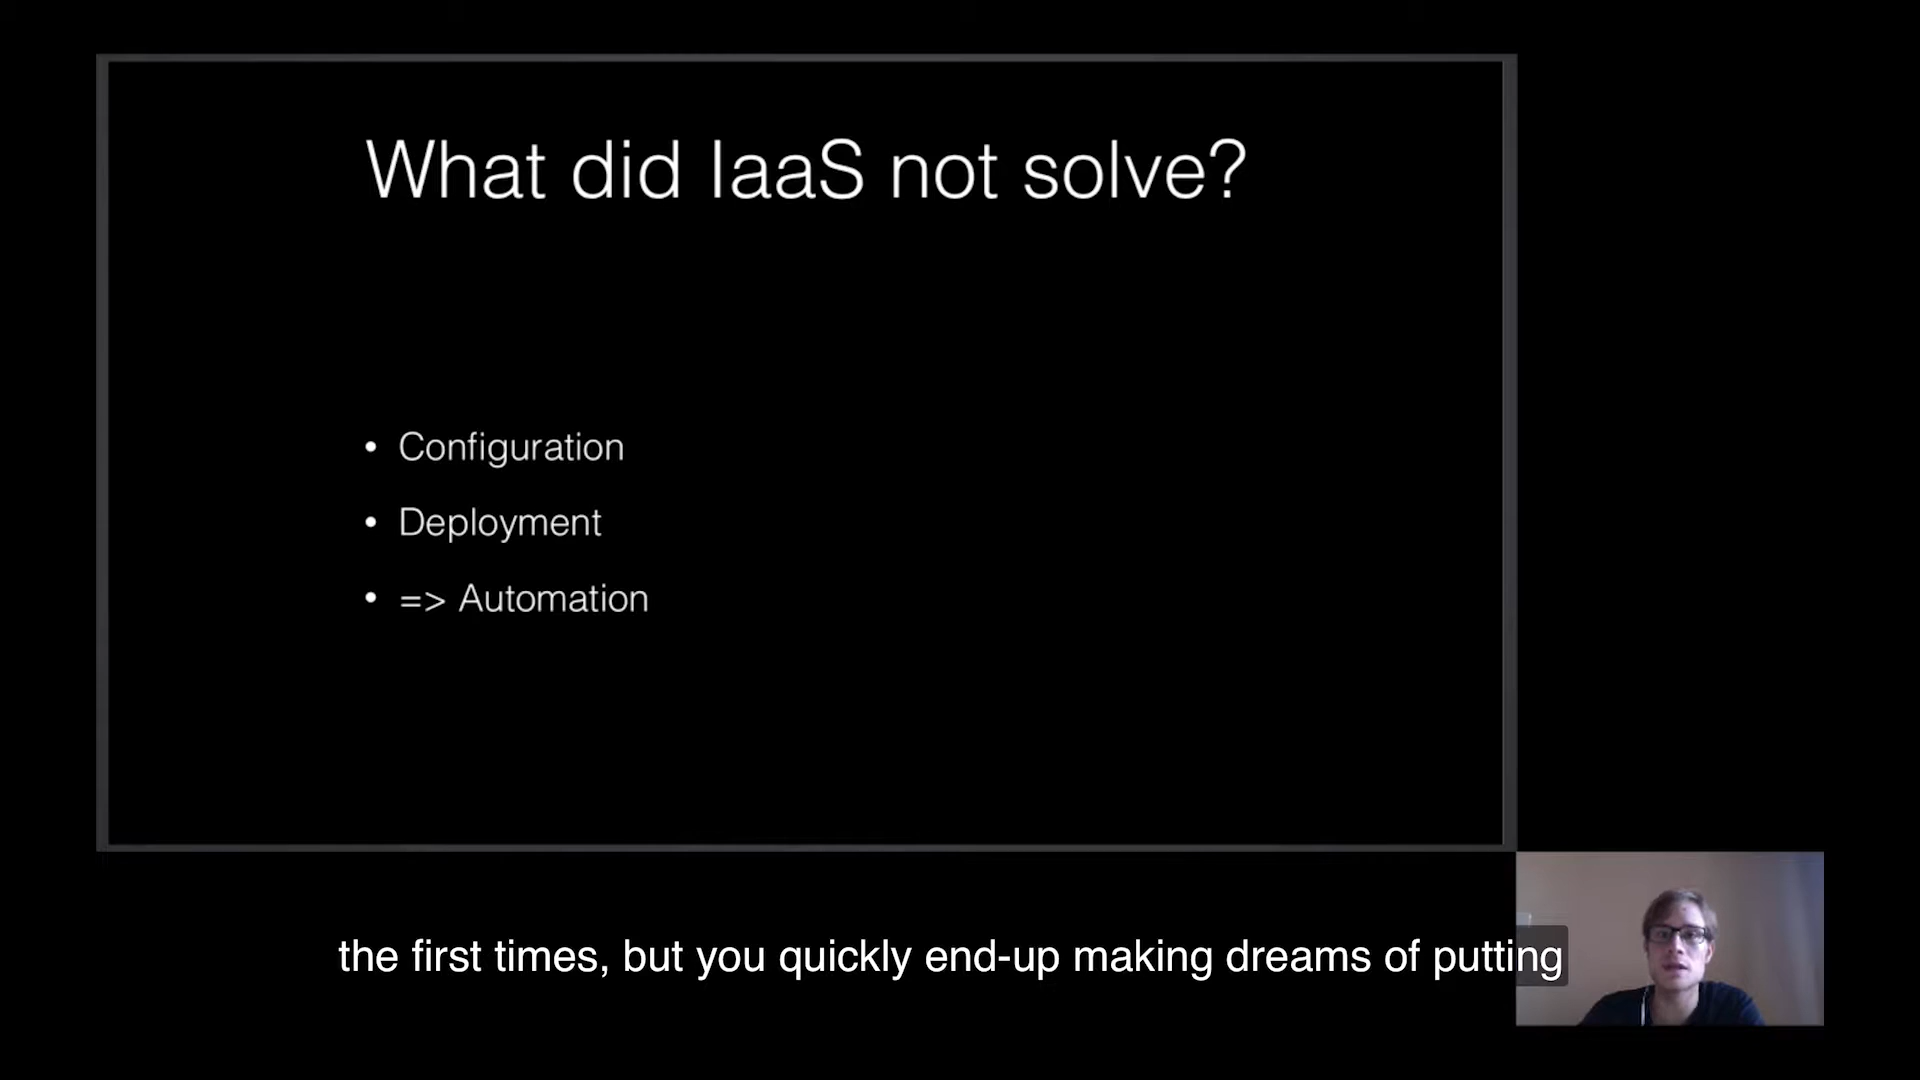 What did IaaS not solve?
• Configuration
• Deployment
• => Automation
the first times, but you quickly end-up making dreams of putting